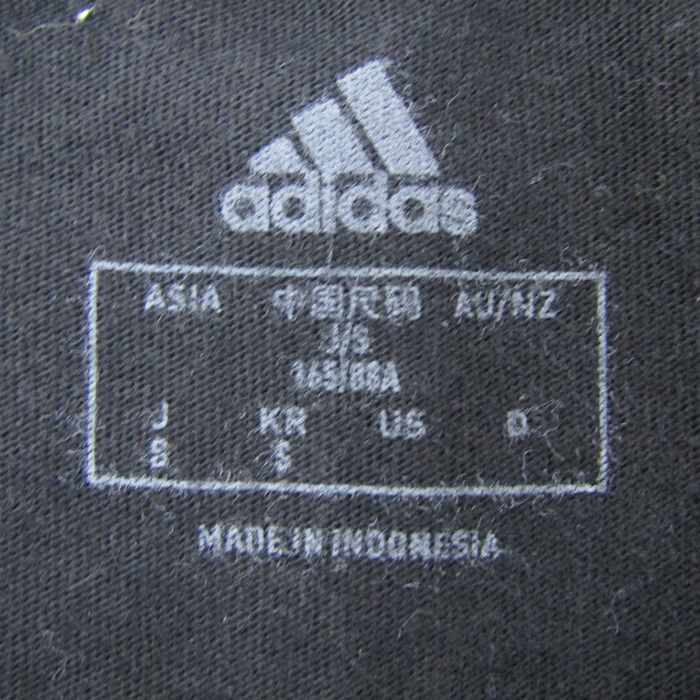 adidas
ASIA 中国尺码 AU/NZ
J/S
165/88A
J KR US D
S S
MADE IN INDONESIA